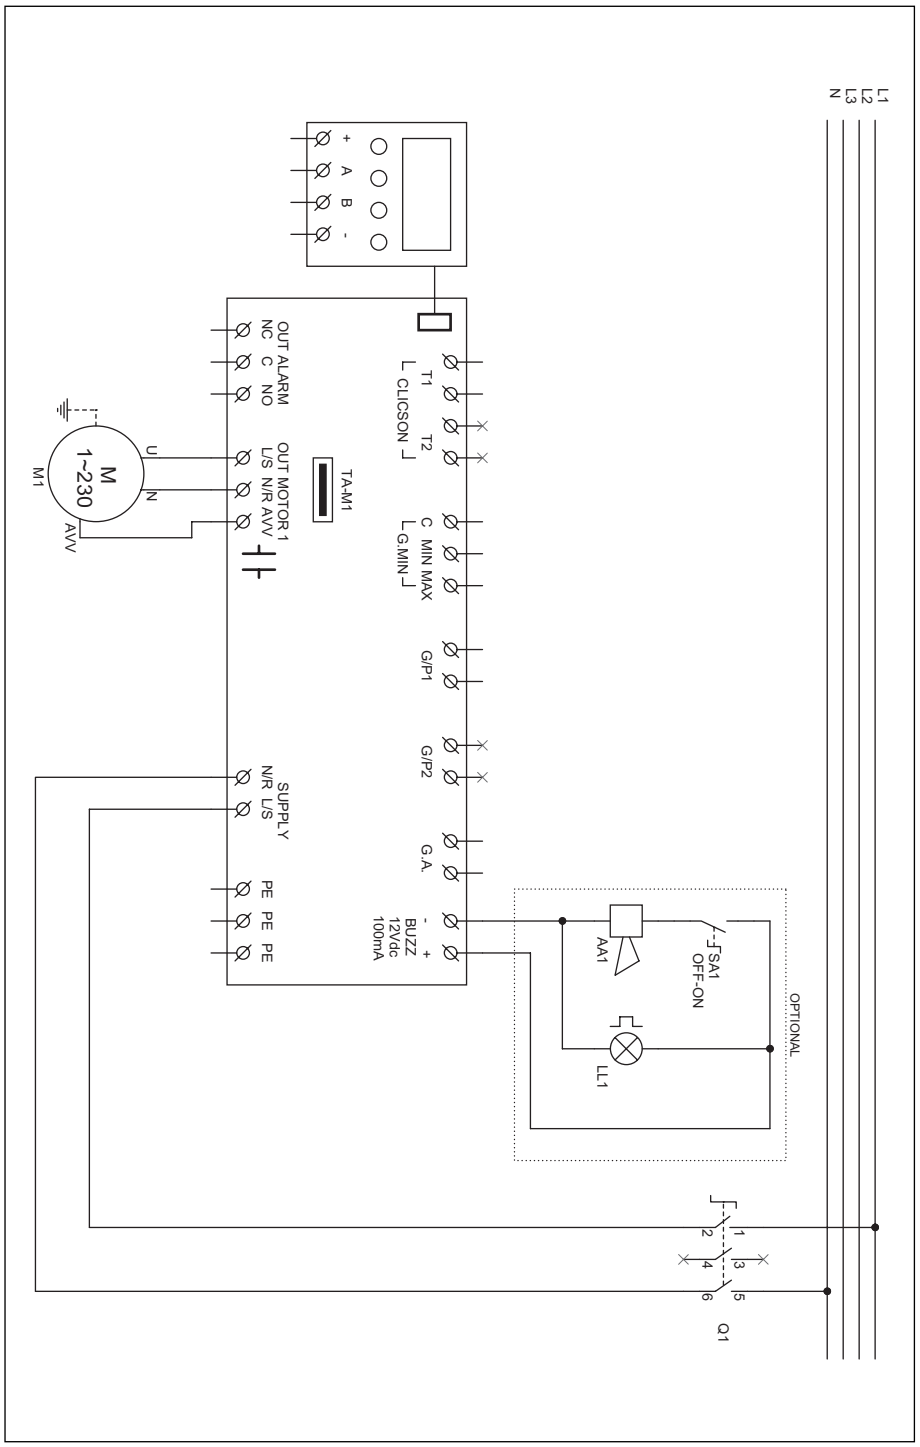 L1
L2
L3
N
OPTIONAL
SA1
OFF-ON
AA1
LL1
1
3
5
2
4
6
Q1
T1
T2
CLICSON
C MIN MAX
G.MIN
G/P1
G/P2
G.A.
- +
BUZZ
12Vdc
100mA
+ A B -
TA-M1
OUT ALARM
NC C NO
OUT MOTOR 1
L/S N/R AVV
SUPPLY
N/R L/S
PE PE PE
U
N
M
1~230
AVV
M1